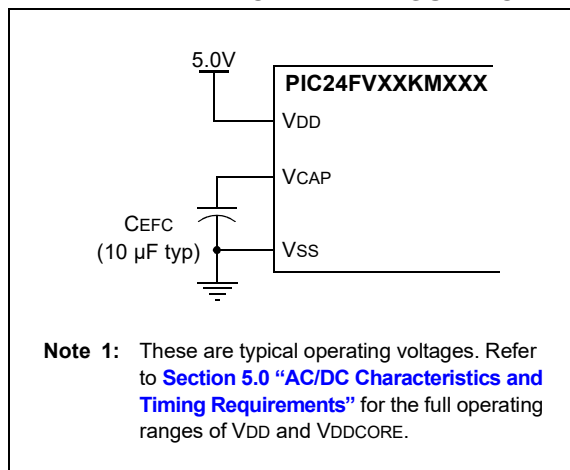 5.0V
PIC24FVXXKMXXX
VDD
VCAP
CEFC
(10 µF typ)
VSS
Note 1: These are typical operating voltages. Refer
to Section 5.0 “AC/DC Characteristics and
Timing Requirements” for the full operating
ranges of VDD and VDDCORE.